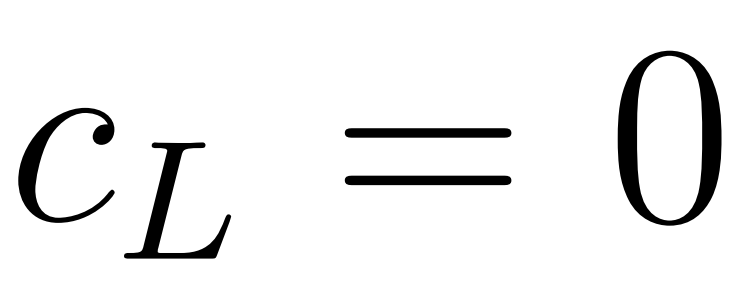 c_L = 0